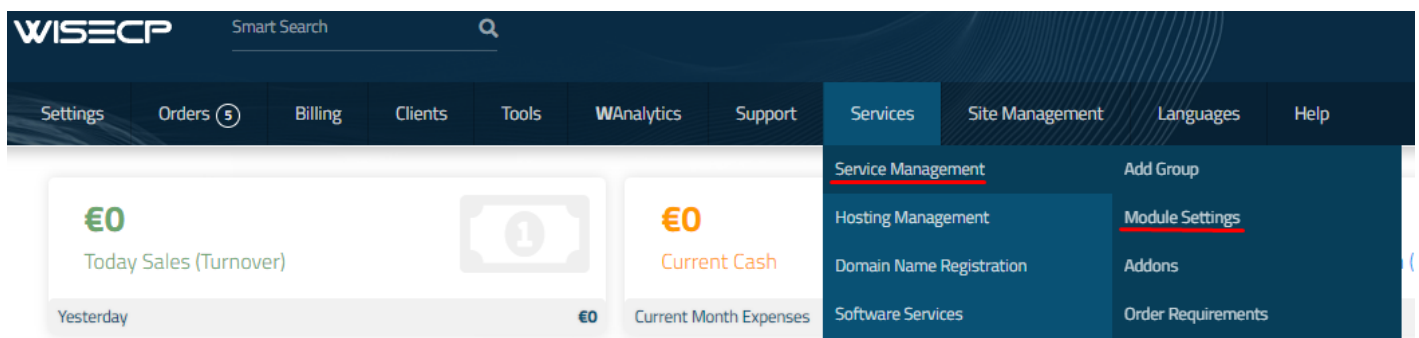 WISECP Smart Search
Settings Orders 5 Billing Clients Tools WAnalytics Support Services Site Management Languages Help
Service Management Add Group
Hosting Management Module Settings
Domain Name Registration Addons
Software Services Order Requirements
€0
Today Sales (Turnover)
1
Yesterday €0
€0
Current Cash
Current Month Expenses
(